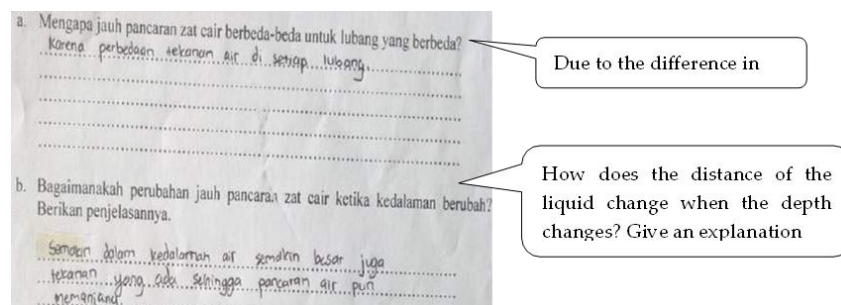 a. Mengapa jauh pancaran zat cair berbeda-beda untuk lubang yang berbeda?
Karena perbedaan tekanan air di setiap lubang.
Due to the difference in
b. Bagaimanakah perubahan jauh pancaran zat cair ketika kedalaman berubah?
Berikan penjelasannya.
How does the distance of the
liquid change when the depth
changes? Give an explanation
Semakin dalam kedalaman air semakin besar juga
tekanan yang ada sehingga pancaran air pun
memanjang.